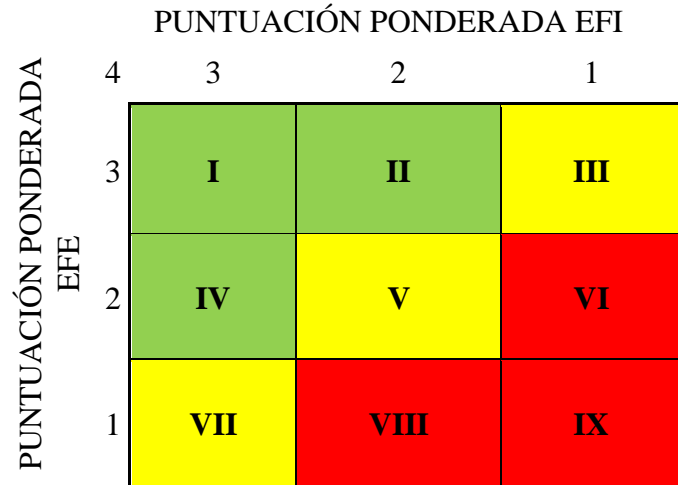 PUNTUACIÓN PONDERADA EFI
4 3 2 1
PUNTUACIÓN PONDERADA
EFE
3 I II III
2 IV V VI
1 VII VIII IX